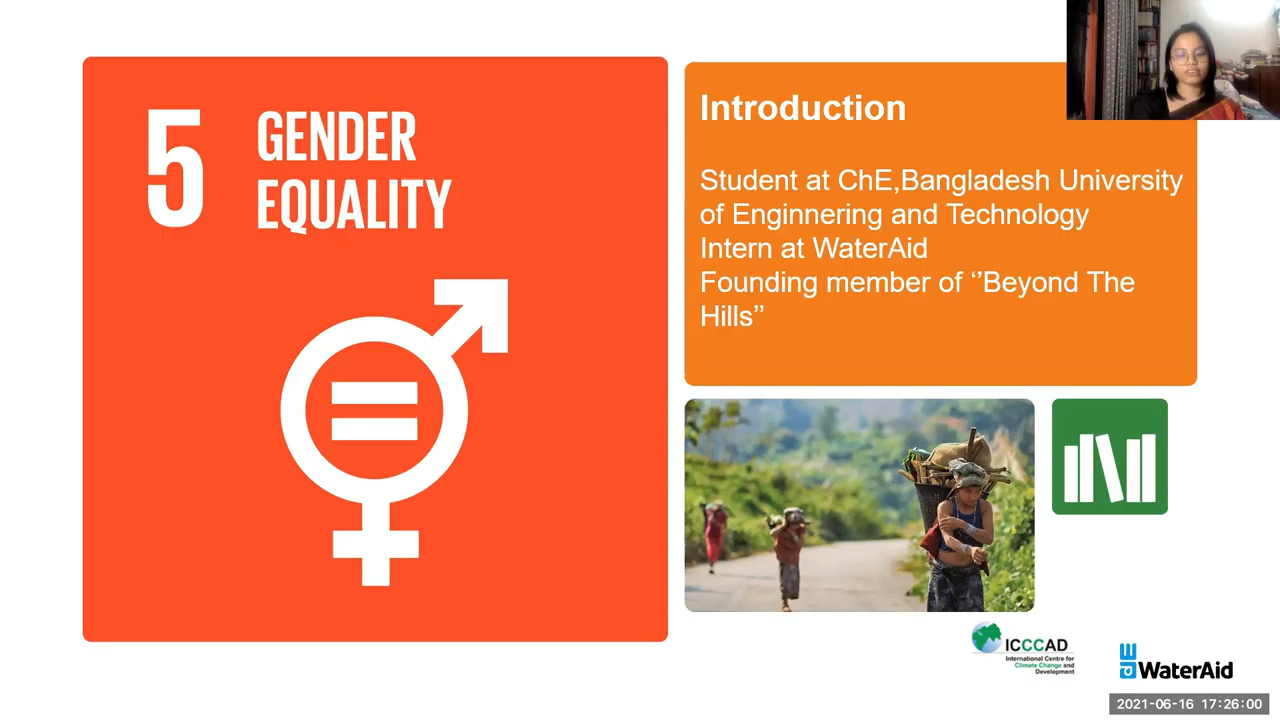 5
GENDER
EQUALITY
Introduction
Student at ChE,Bangladesh University
of Enginnering and Technology
Intern at WaterAid
Founding member of ‘’Beyond The
Hills’’
ICCCAD
International Centre for
Climate Change and
Development
WaterAid
2021-06-16 17:26:00